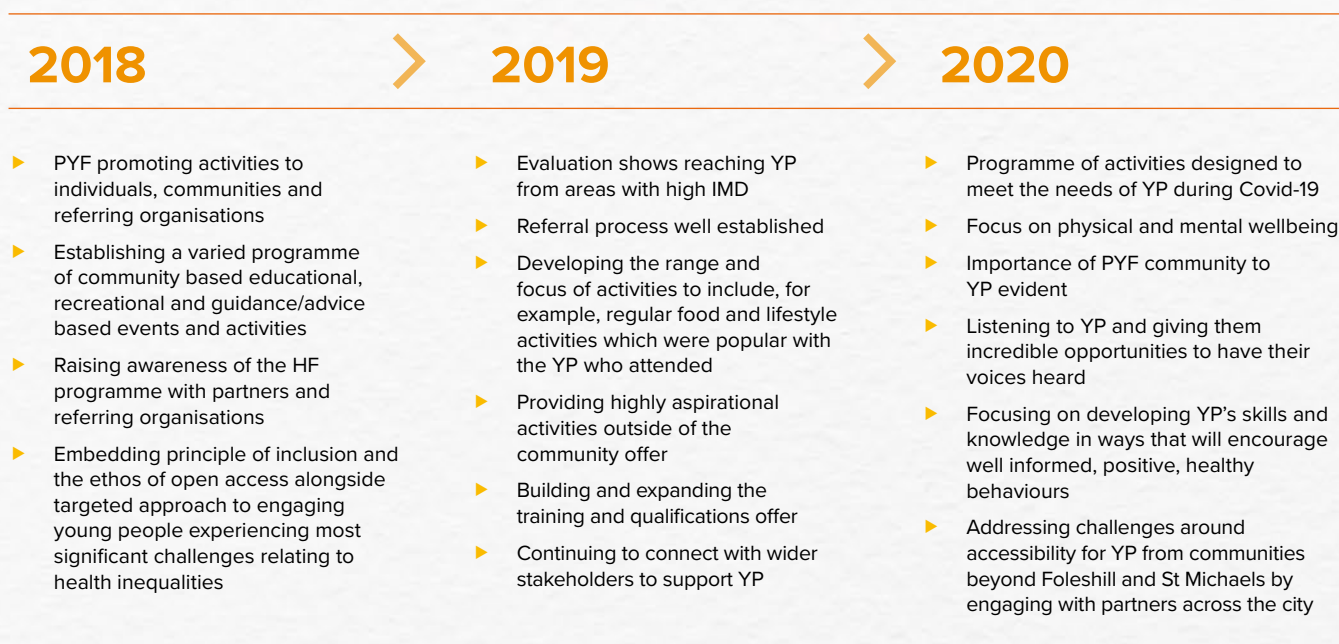 2018
2019
2020
PYF promoting activities to
individuals, communities and
referring organisations
Establishing a varied programme
of community based educational,
recreational and guidance/advice
based events and activities
Raising awareness of the HF
programme with partners and
referring organisations
Embedding principle of inclusion and
the ethos of open access alongside
targeted approach to engaging
young people experiencing most
significant challenges relating to
health inequalities
Evaluation shows reaching YP
from areas with high IMD
Referral process well established
Developing the range and
focus of activities to include, for
example, regular food and lifestyle
activities which were popular with
the YP who attended
Providing highly aspirational
activities outside of the
community offer
Building and expanding the
training and qualifications offer
Continuing to connect with wider
stakeholders to support YP
Programme of activities designed to
meet the needs of YP during Covid-19
Focus on physical and mental wellbeing
Importance of PYF community to
YP evident
Listening to YP and giving them
incredible opportunities to have their
voices heard
Focusing on developing YP's skills and
knowledge in ways that will encourage
well informed, positive, healthy
behaviours
Addressing challenges around
accessibility for YP from communities
beyond Foleshill and St Michaels by
engaging with partners across the city